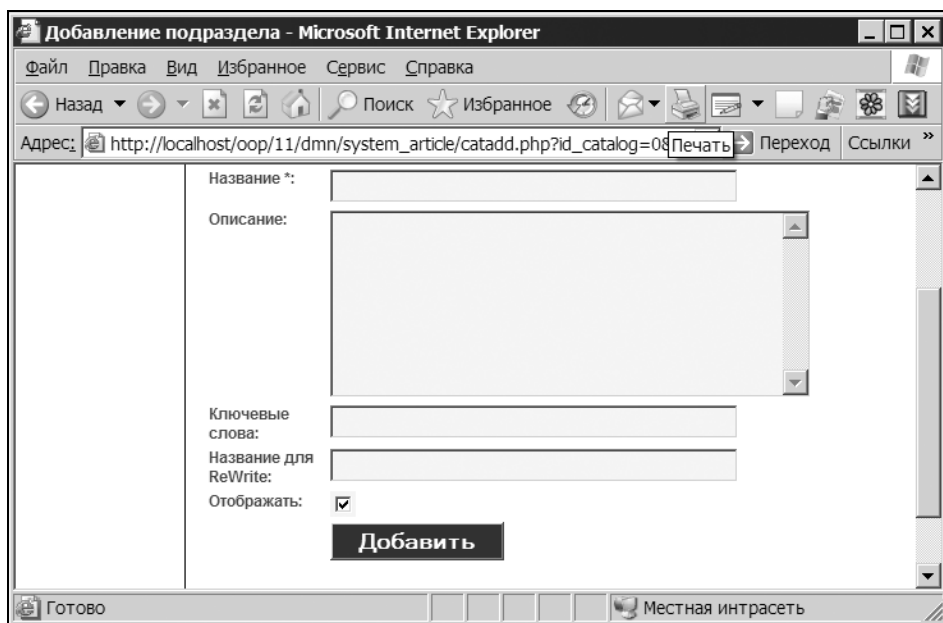 Добавление подраздела - Microsoft Internet Explorer
Файл Правка Вид Избранное Сервис Справка
Назад Поиск Избранное
Адрес: http://localhost/oop/11/dmn/system_article/catadd.php?id_catalog=0& Печать Переход Ссылки »
Название *:
Описание:
Ключевые
слова:
Название для
ReWrite:
Отображать:
Добавить
Готово Местная интрасеть